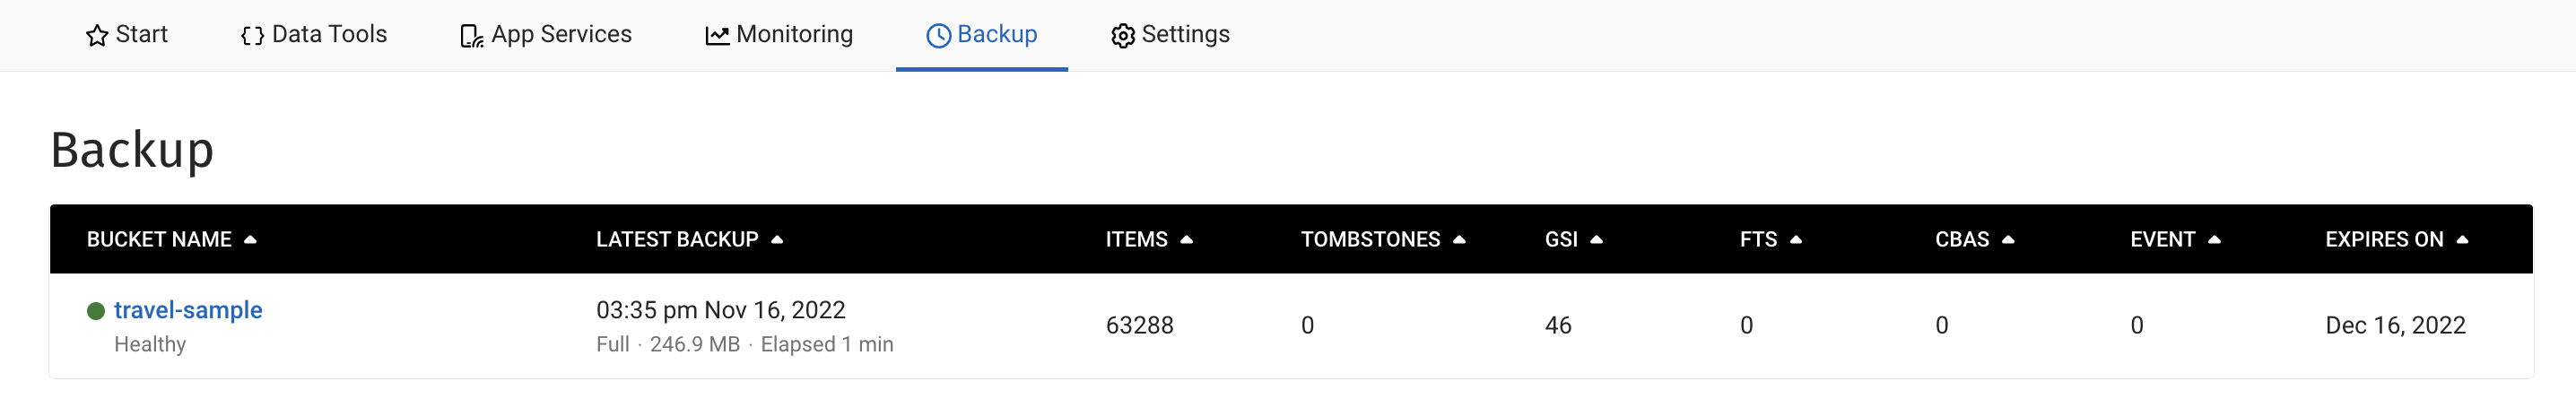 Start Data Tools App Services Monitoring Backup Settings
Backup
BUCKET NAME LATEST BACKUP ITEMS TOMBSTONES GSI FTS CBAS EVENT EXPIRES ON
travel-sample 03:35 pm Nov 16, 2022 63288 0 46 0 0 0 Dec 16, 2022
Healthy Full · 246.9 MB · Elapsed 1 min